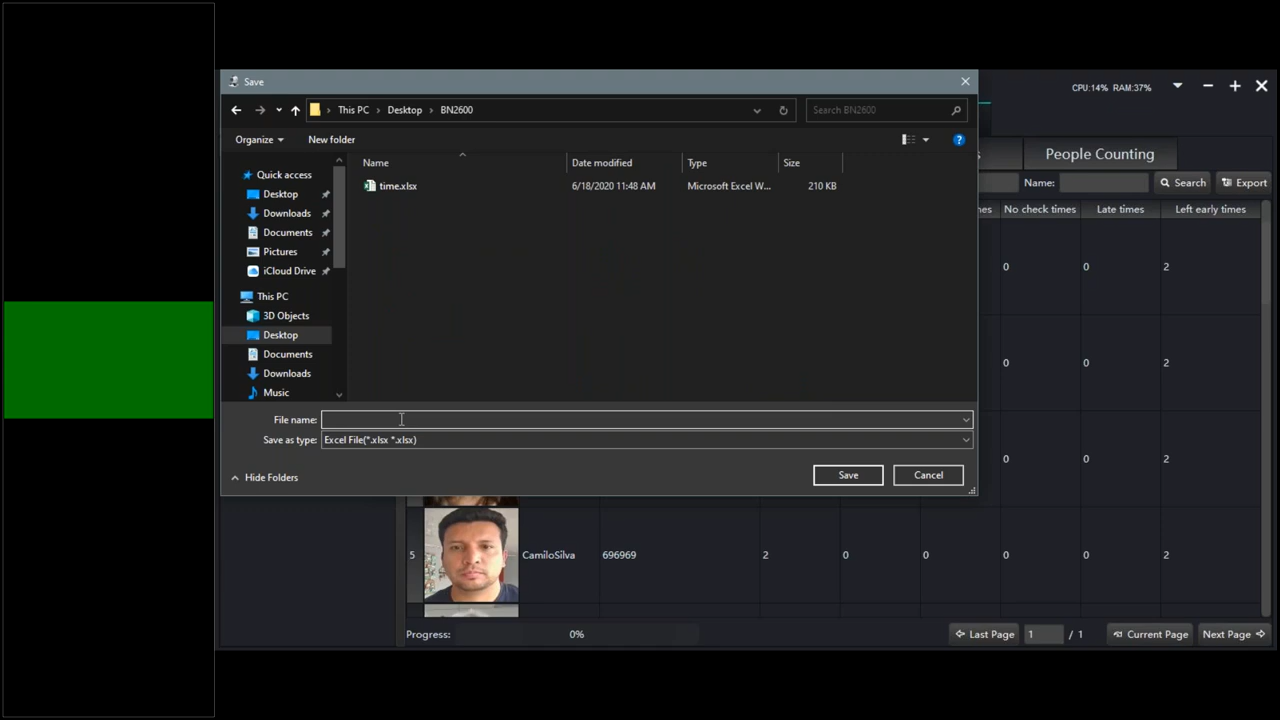 Save
CPU:14% RAM:37%
This PC
Desktop
BN2600
Search BN2600
Organize
New folder
People Counting
Name
Date modified
Type
Size
Name:
Search
Export
Quick access
time.xlsx
6/18/2020 11:48 AM
Microsoft Excel W...
210 KB
Desktop
Downloads
Documents
Pictures
iCloud Drive
This PC
3D Objects
Desktop
Documents
Downloads
Music
nes
No check times
Late times
Left early times
0
0
2
0
0
2
0
0
2
File name:
Save as type:
Excel File(*.xlsx *.xlsx)
Hide Folders
Save
Cancel
5
CamiloSilva
696969
2
0
0
0
0
2
Progress:
0%
Last Page
1
/ 1
Current Page
Next Page